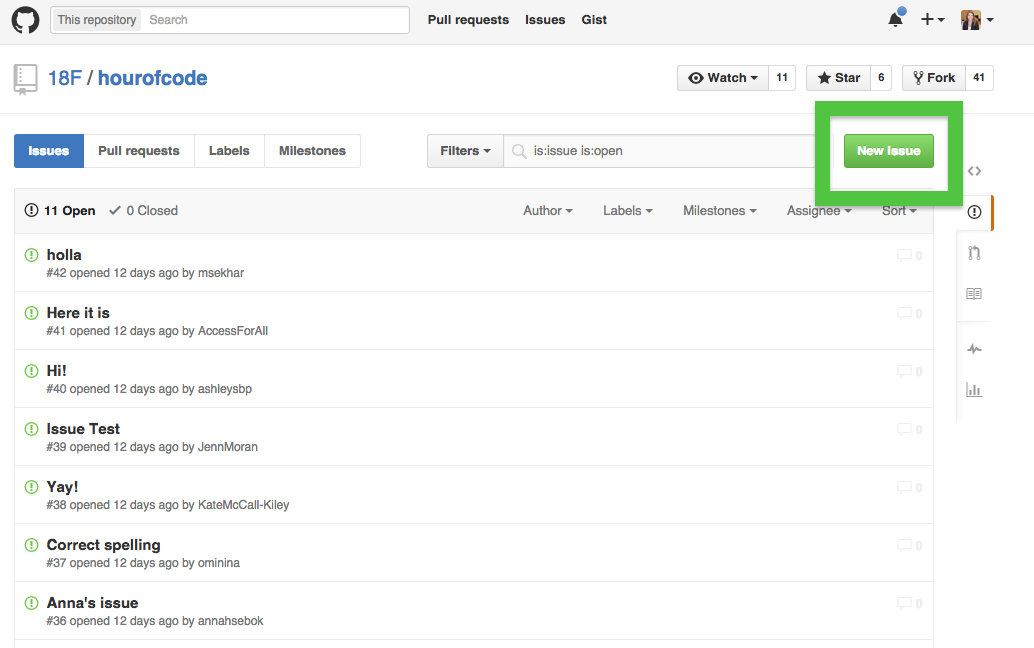 This repository Search Pull requests Issues Gist
18F / hourofcode Watch 11 Star 6 Fork 41
Issues Pull requests Labels Milestones Filters is:issue is:open New Issue
11 Open 0 Closed Author Labels Milestones Assignee Sort
holla 0
#42 opened 12 days ago by msekhar
Here it is 0
#41 opened 12 days ago by AccessForAll
Hi! 0
#40 opened 12 days ago by ashleysbp
Issue Test 0
#39 opened 12 days ago by JennMoran
Yay! 0
#38 opened 12 days ago by KateMcCall-Kiley
Correct spelling 0
#37 opened 12 days ago by ominina
Anna's issue 0
#36 opened 12 days ago by annahsebok